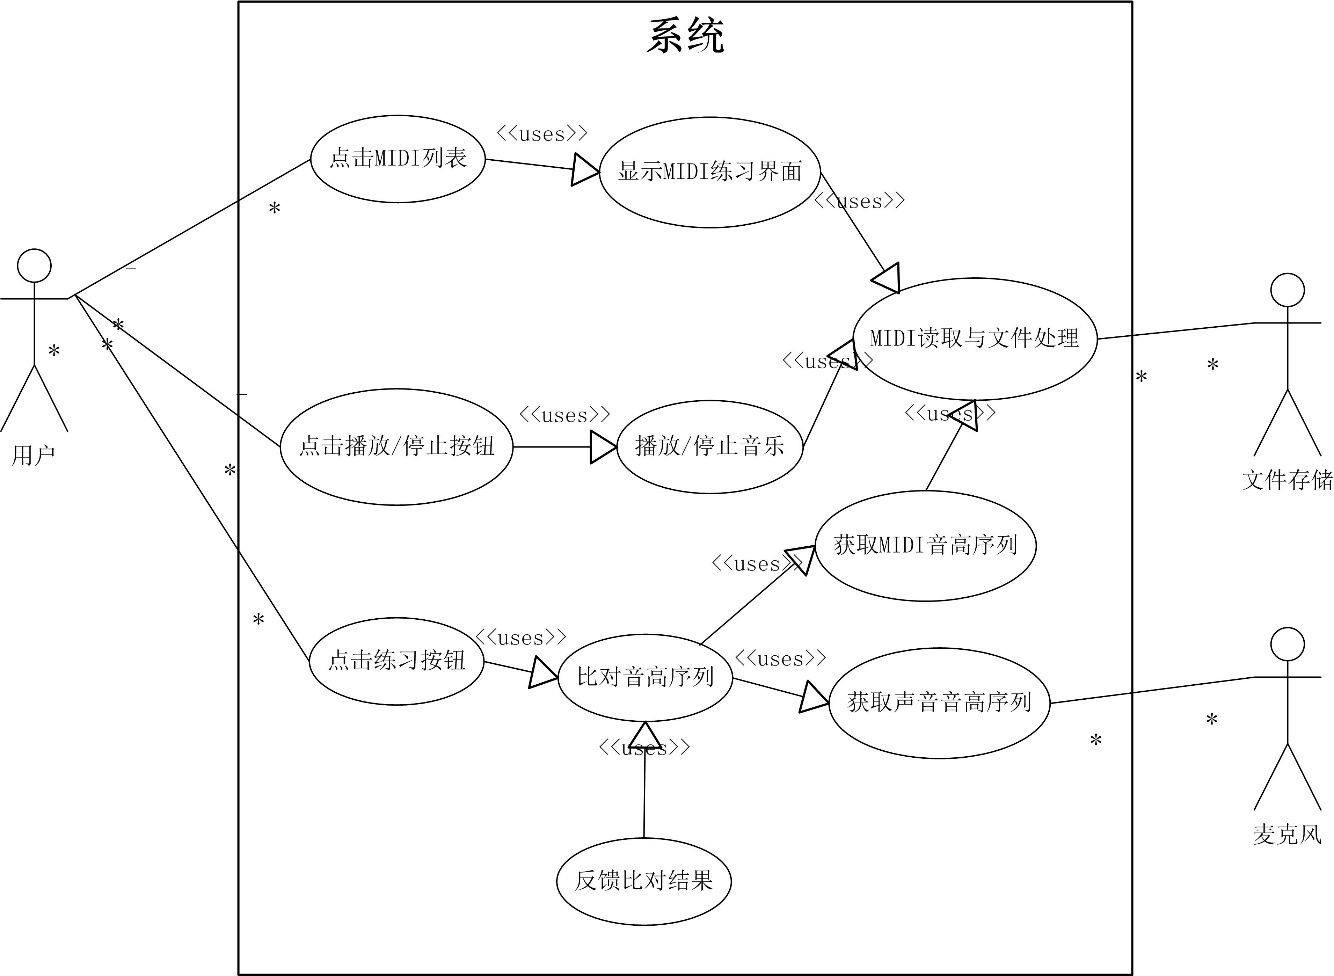 系统
<<uses>>
点击MIDI列表
显示MIDI练习界面
<<uses>>
*
-
*
*
*
MIDI读取与文件处理
<<uses>>
*
*
-
<<uses>>
<<uses>>
点击播放/停止按钮
播放/停止音乐
用户
*
文件存储
获取MIDI音高序列
<<uses>>
*
<<uses>>
<<uses>>
点击练习按钮
比对音高序列
获取声音音高序列
*
*
<<uses>>
麦克风
反馈比对结果